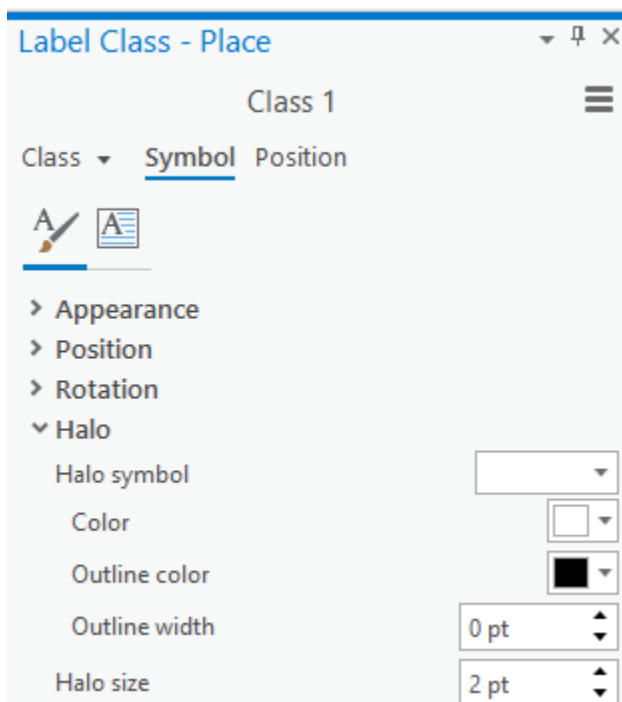 Label Class - Place
Class 1
Class Symbol Position
A A
Appearance
Position
Rotation
Halo
Halo symbol
Color
Outline color
Outline width 0 pt
Halo size 2 pt